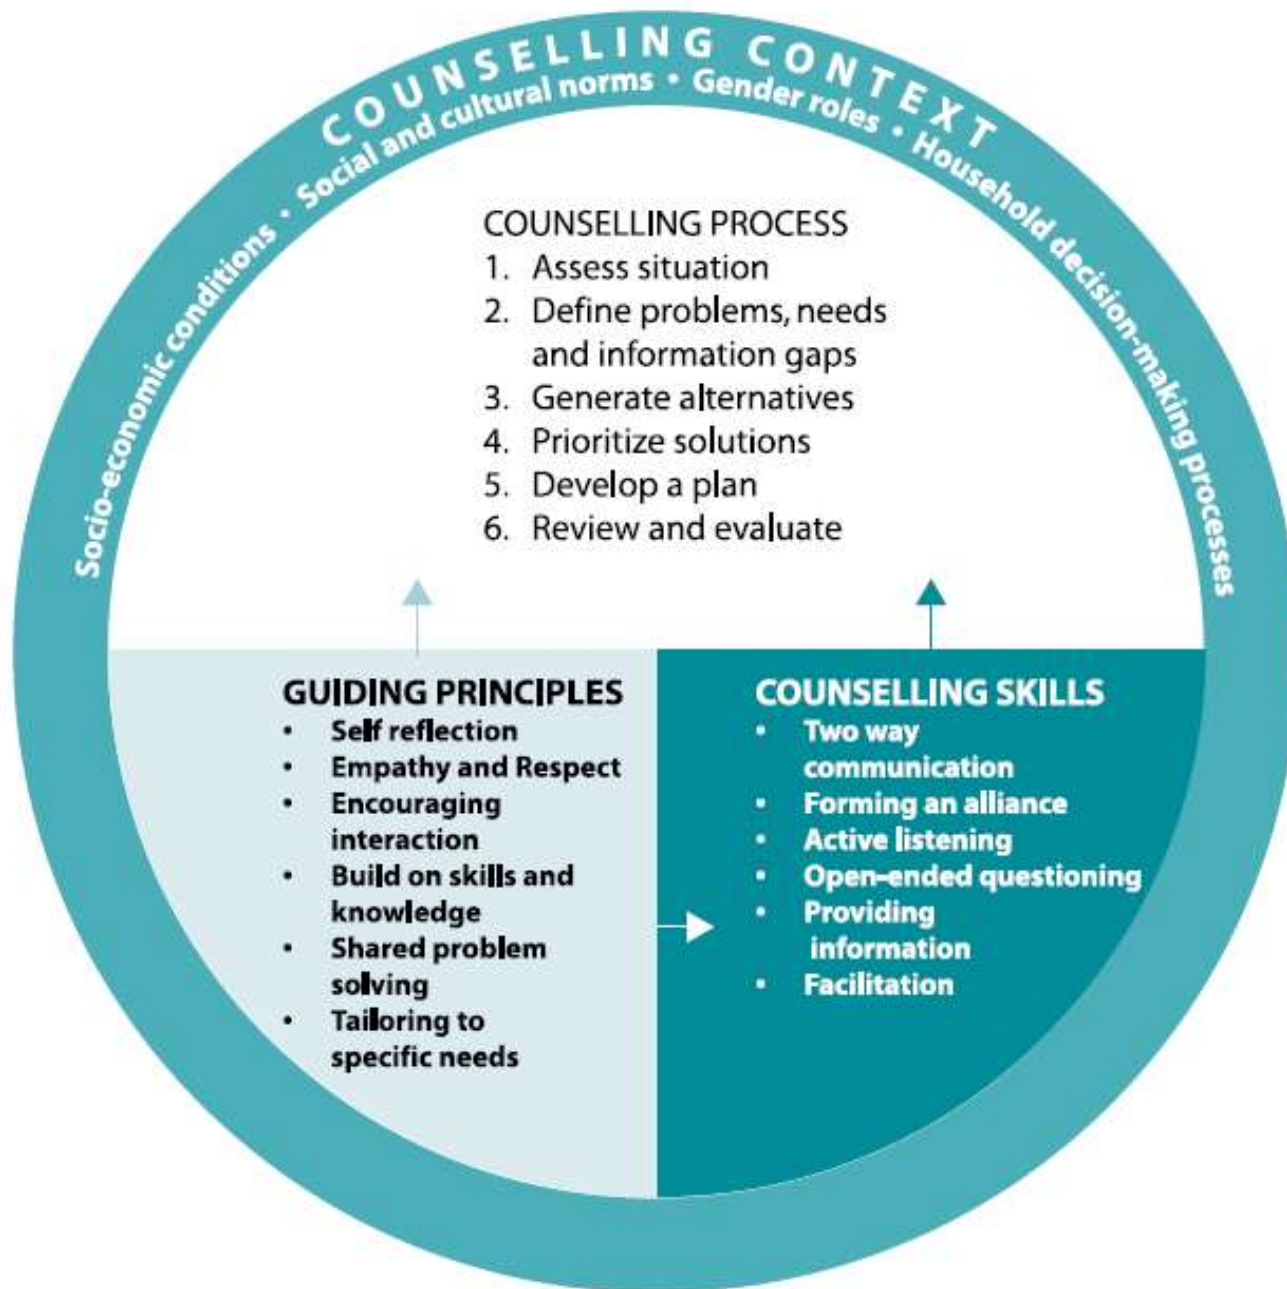 COUNSELLING CONTEXT
Socio-economic conditions • Social and cultural norms • Gender roles • Household decision-making processes
COUNSELLING PROCESS
1. Assess situation
2. Define problems, needs
and information gaps
3. Generate alternatives
4. Prioritize solutions
5. Develop a plan
6. Review and evaluate
GUIDING PRINCIPLES
• Self reflection
• Empathy and Respect
• Encouraging
interaction
• Build on skills and
knowledge
• Shared problem
solving
• Tailoring to
specific needs
COUNSELLING SKILLS
• Two way
communication
• Forming an alliance
• Active listening
• Open-ended questioning
• Providing
information
• Facilitation